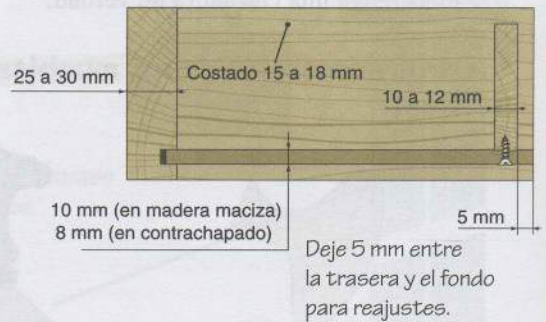 25 a 30 mm
Costado 15 a 18 mm
10 a 12 mm
10 mm (en madera maciza)
8 mm (en contrachapado)
5 mm
Deje 5 mm entre
la trasera y el fondo
para reajustes.